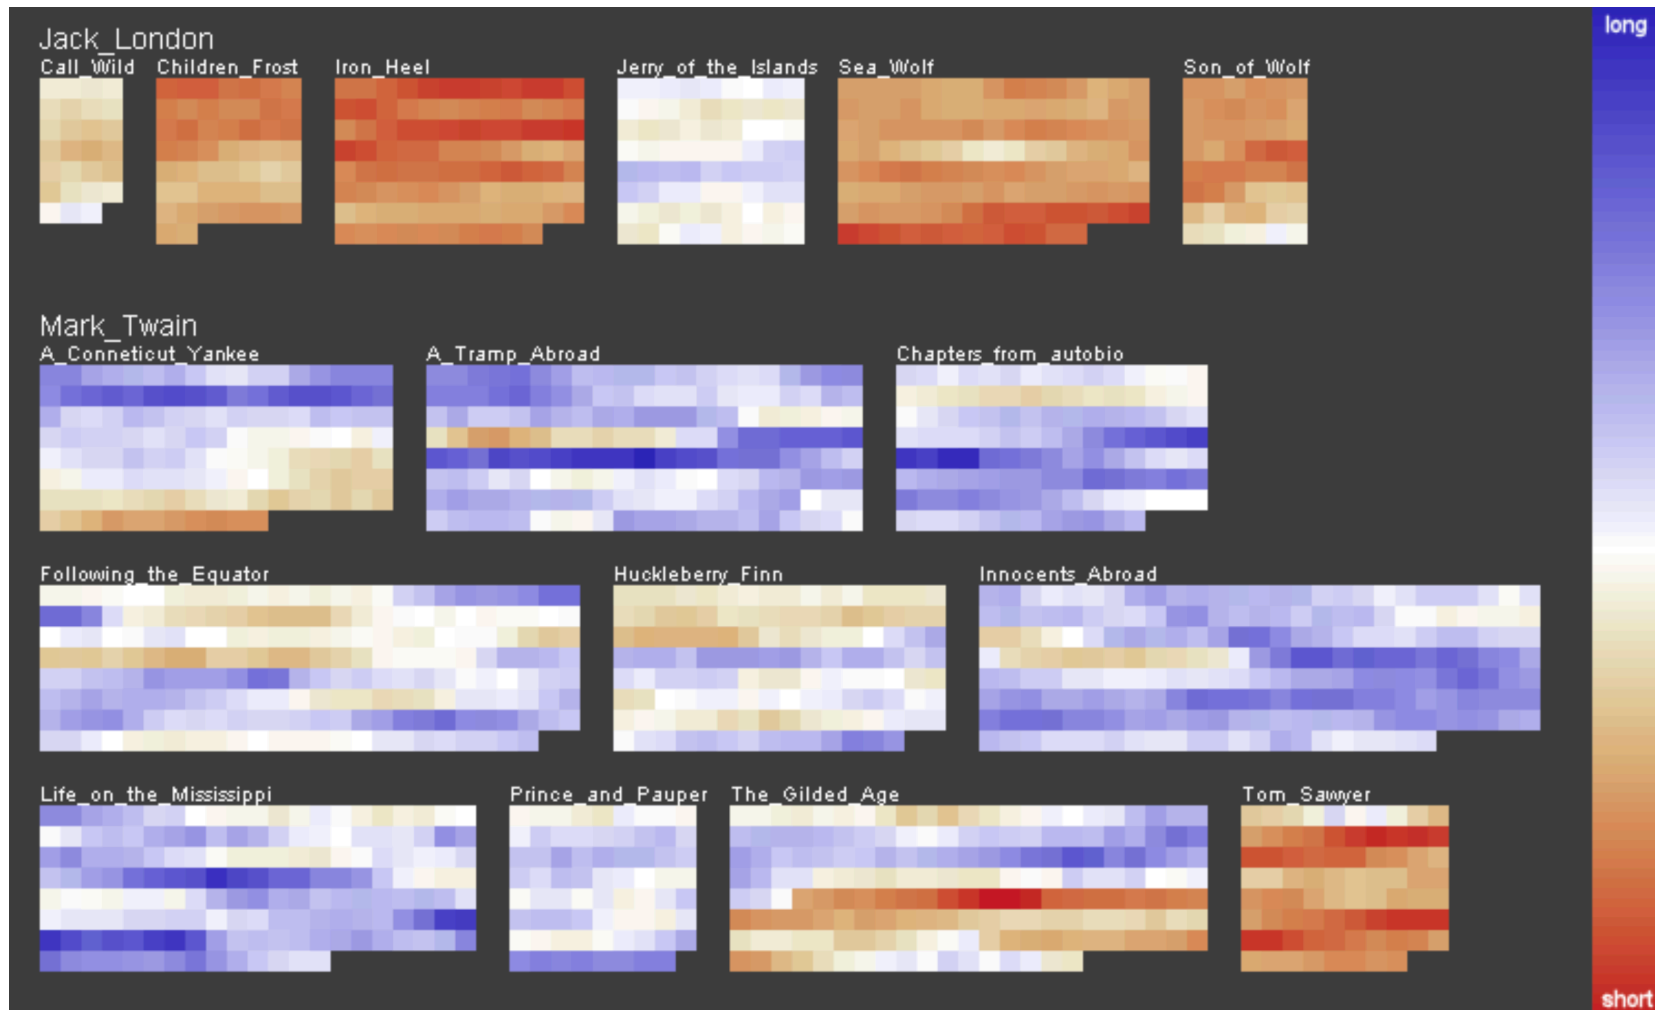 Jack_London
Call_Wild Children_Frost Iron_Heel Jerry_of_the_Islands Sea_Wolf Son_of_Wolf
Mark_Twain
A_Conneticut_Yankee A_Tramp_Abroad Chapters_from_autobio
Following_the_Equator Huckleberry_Finn Innocents_Abroad
Life_on_the_Mississippi Prince_and_Pauper The_Gilded_Age Tom_Sawyer
long
short